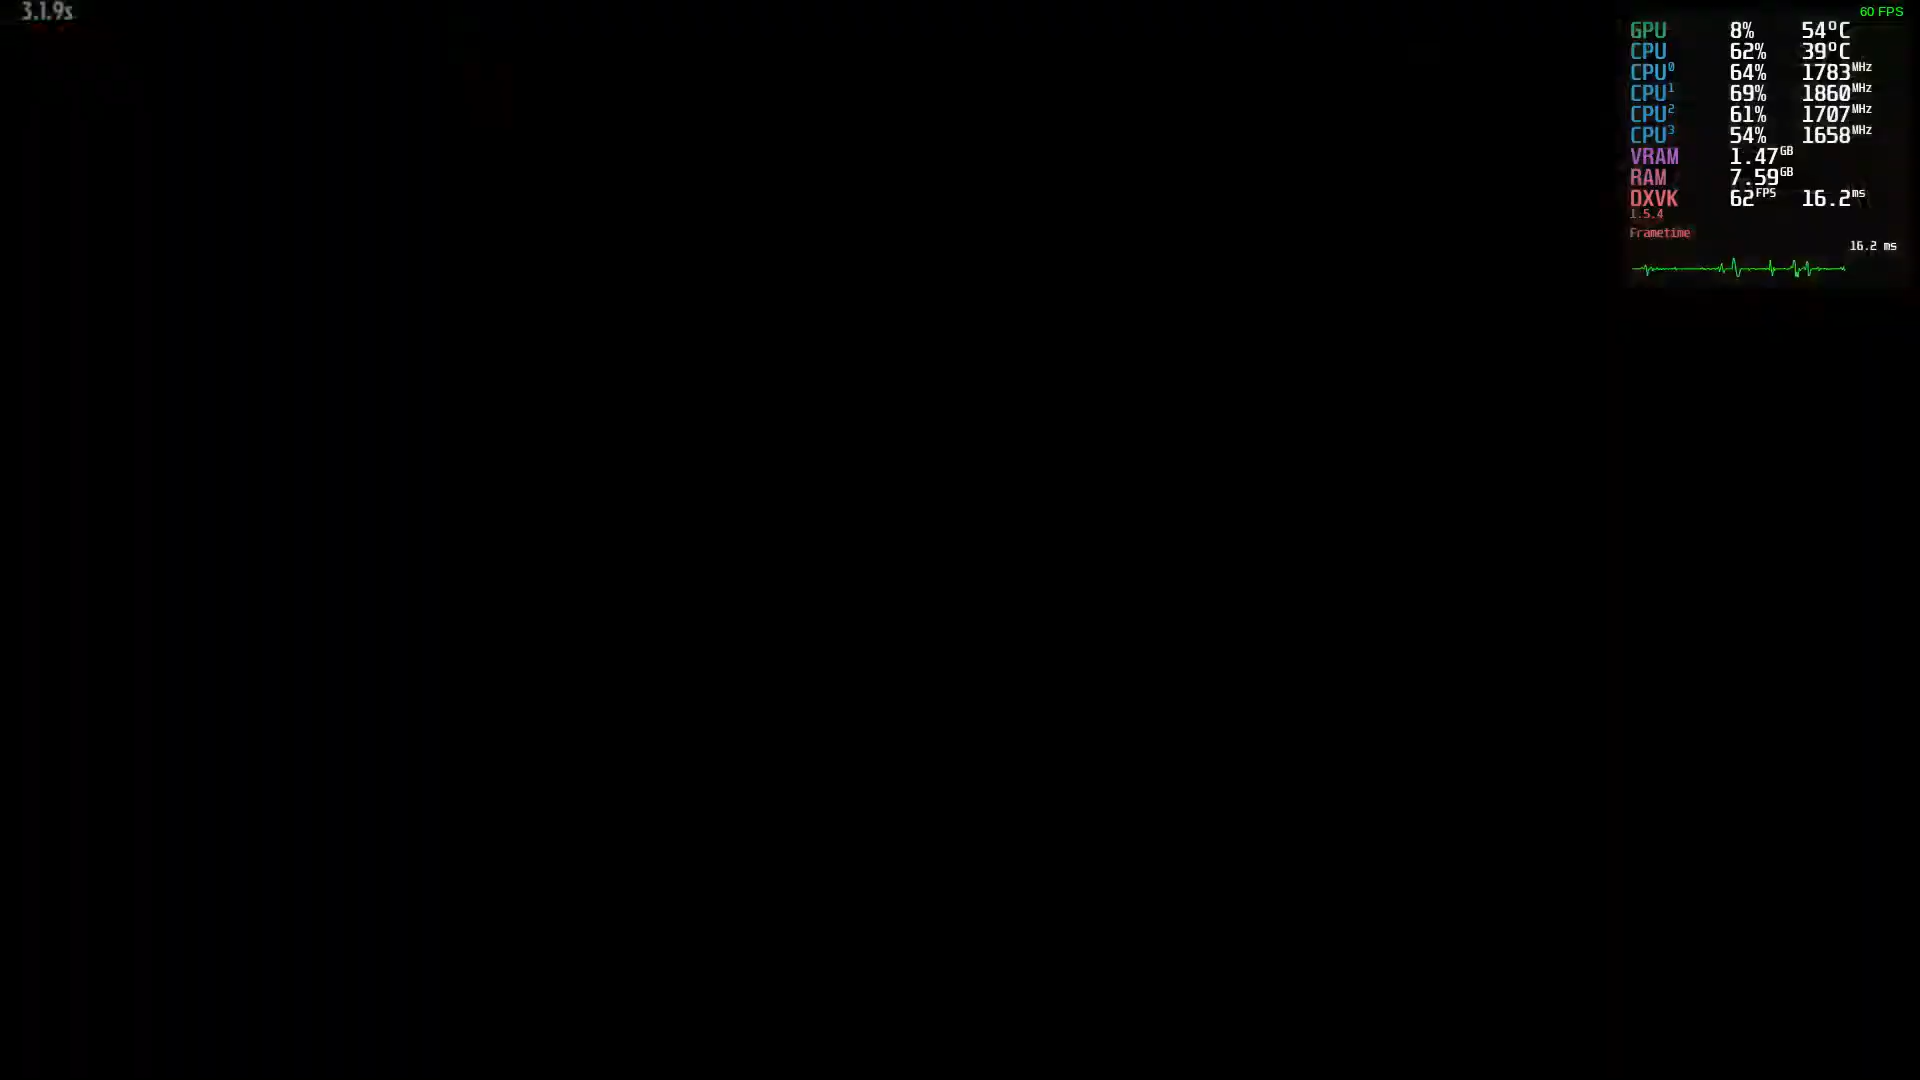 3.1.9s
60 FPS
GPU 8% 54°C
CPU 62% 39°C
CPU0 64% 1783MHz
CPU1 69% 1860MHz
CPU2 61% 1707MHz
CPU3 54% 1658MHz
VRAM 1.47GB
RAM 7.59GB
DXVK 62FPS 16.2ms
1.5.4
Frametime
16.2 ms